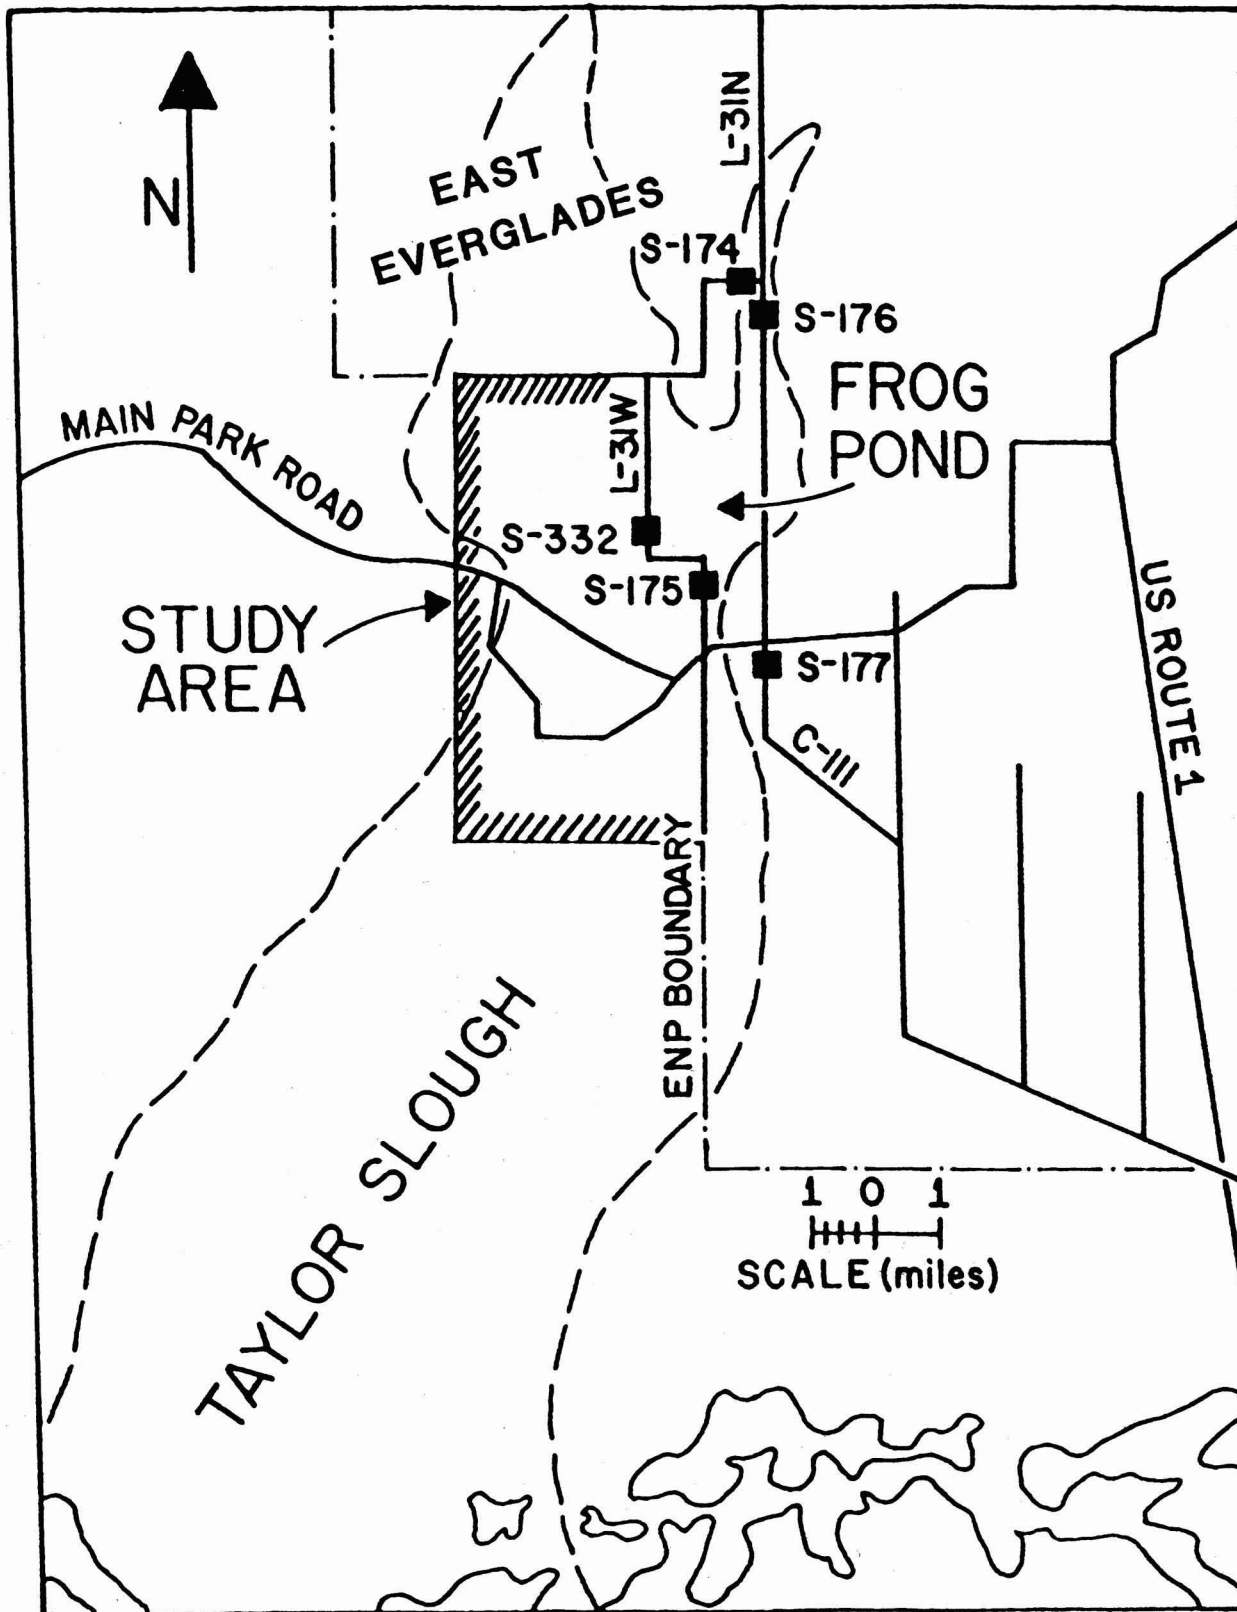 L-31N
EAST
EVERGLADES
N
S-174
S-176
FROG
POND
MAIN PARK ROAD
L-31W
S-332
S-175
STUDY
AREA
S-177
US ROUTE 1
C-111
ENP BOUNDARY
TAYLOR SLOUGH
1 0 1
SCALE (miles)